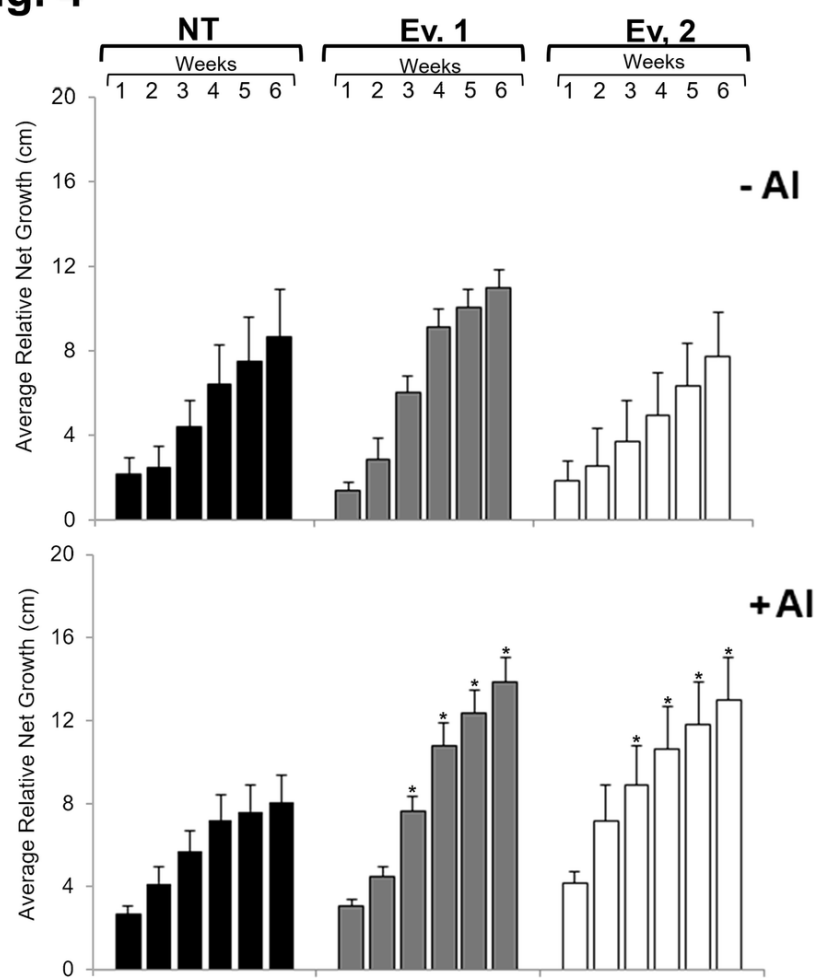 NT Ev. 1 Ev, 2
Weeks Weeks Weeks
1 2 3 4 5 6 1 2 3 4 5 6 1 2 3 4 5 6
Average Relative Net Growth (cm)
20
16
12
8
4
0
- Al
Average Relative Net Growth (cm)
20
16
12
8
4
0
+ Al
* * * * * * * *